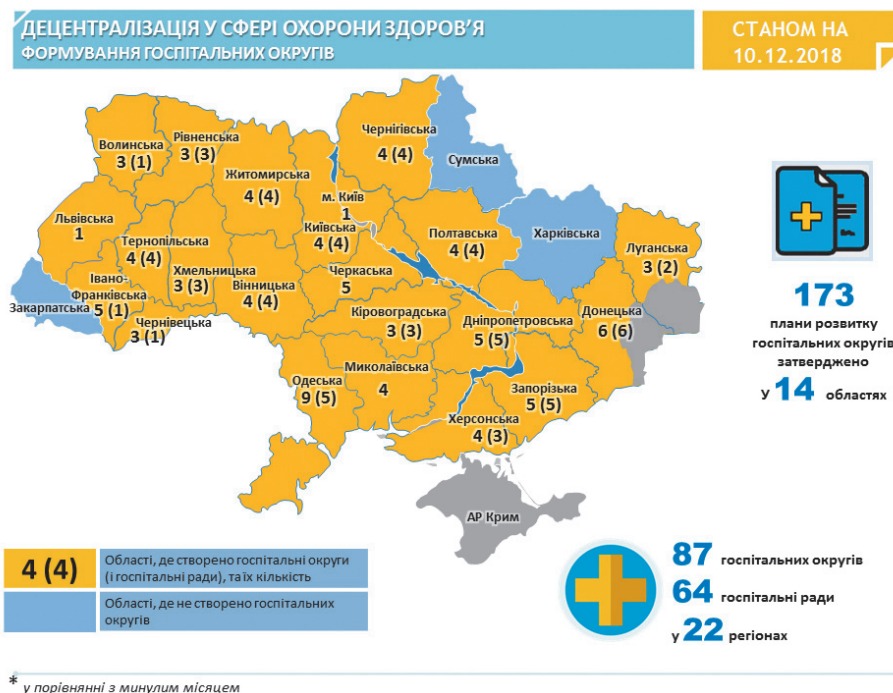 ДЕЦЕНТРАЛІЗАЦІЯ У СФЕРІ ОХОРОНИ ЗДОРОВ’Я
ФОРМУВАННЯ ГОСПІТАЛЬНИХ ОКРУГІВ
СТАНОМ НА
10.12.2018
Волинська
3 (1)
Рівненська
3 (3)
Житомирська
4 (4)
Чернігівська
4 (4)
Сумська
м. Київ
1
Київська
4 (4)
Львівська
1
Тернопільська
4 (4)
Хмельницька
3 (3)
Вінницька
4 (4)
Черкаська
5
Полтавська
4 (4)
Харківська
Луганська
3 (2)
Закарпатська
Івано-
Франківська
5 (1)
Чернівецька
3 (1)
Кіровоградська
3 (3)
Дніпропетровська
5 (5)
Донецька
6 (6)
Одеська
9 (5)
Миколаївська
4
Запорізька
5 (5)
Херсонська
4 (3)
АР Крим
173
плани розвитку
госпітальних округів
затверджено
у 14 областях
4 (4)
Області, де створено госпітальні округи
(і госпітальні ради), та їх кількість
Області, де не створено госпітальних
округів
87 госпітальних округів
64 госпітальні ради
у 22 регіонах
* у порівнянні з минулим місяцем